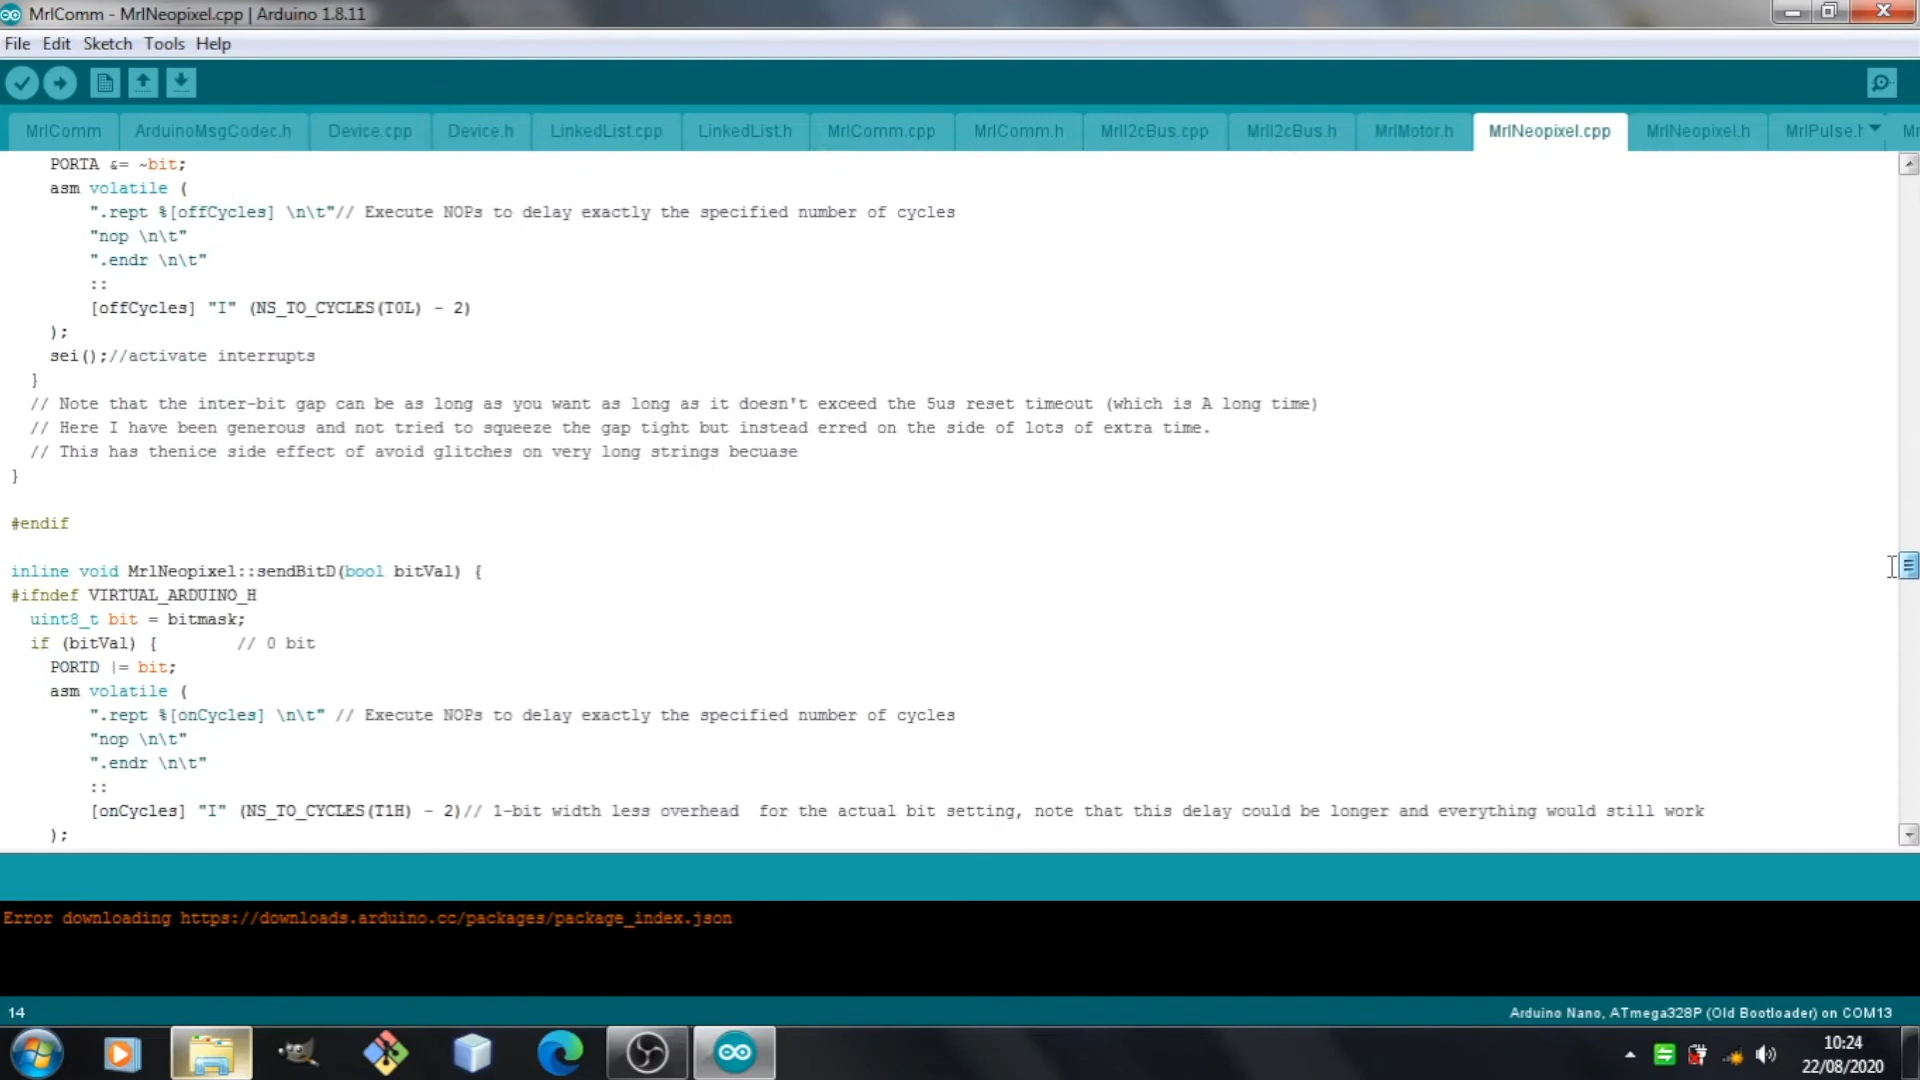 MrlComm - MrlNeopixel.cpp | Arduino 1.8.11
File Edit Sketch Tools Help
MrlComm ArduinoMsgCodec.h Device.cpp Device.h LinkedList.cpp LinkedList.h MrlComm.cpp MrlComm.h MrlI2cBus.cpp MrlI2cBus.h MrlMotor.h MrlNeopixel.cpp MrlNeopixel.h MrlPulse.h
PORTA &= ~bit;
asm volatile (
".rept %[offCycles] \n\t"// Execute NOPs to delay exactly the specified number of cycles
"nop \n\t"
".endr \n\t"
::
[offCycles] "I" (NS_TO_CYCLES(T0L) - 2)
);
sei();//activate interrupts
}
// Note that the inter-bit gap can be as long as you want as long as it doesn't exceed the 5us reset timeout (which is A long time)
// Here I have been generous and not tried to squeeze the gap tight but instead erred on the side of lots of extra time.
// This has thenice side effect of avoid glitches on very long strings becuase
}
#endif
inline void MrlNeopixel::sendBitD(bool bitVal) {
#ifndef VIRTUAL_ARDUINO_H
uint8_t bit = bitmask;
if (bitVal) { // 0 bit
PORTD |= bit;
asm volatile (
".rept %[onCycles] \n\t" // Execute NOPs to delay exactly the specified number of cycles
"nop \n\t"
".endr \n\t"
::
[onCycles] "I" (NS_TO_CYCLES(T1H) - 2)// 1-bit width less overhead  for the actual bit setting, note that this delay could be longer and everything would still work
);
Error downloading https://downloads.arduino.cc/packages/package_index.json
14 Arduino Nano, ATmega328P (Old Bootloader) on COM13
10:24
22/08/2020